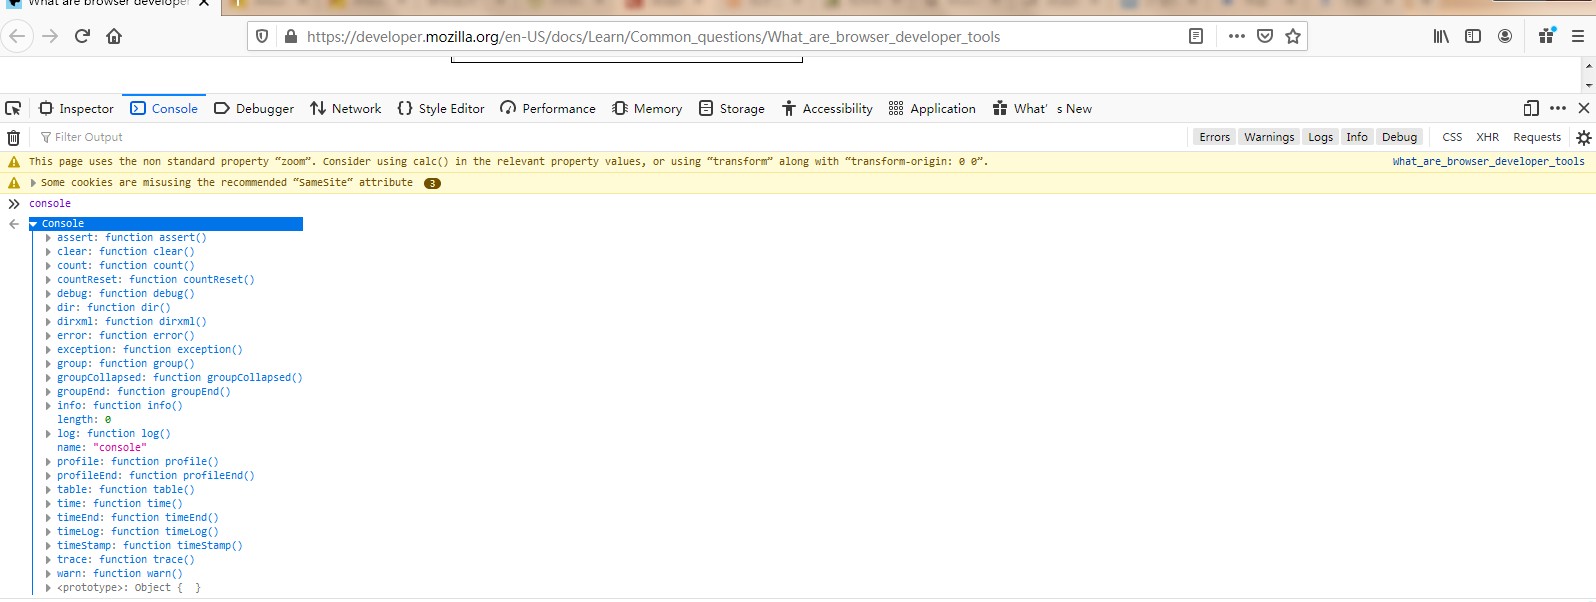 What are browser developer
https://developer.mozilla.org/en-US/docs/Learn/Common_questions/What_are_browser_developer_tools
Inspector Console Debugger Network Style Editor Performance Memory Storage Accessibility Application What's New
Filter Output Errors Warnings Logs Info Debug CSS XHR Requests
This page uses the non standard property “zoom”. Consider using calc() in the relevant property values, or using “transform” along with “transform-origin: 0 0”. What_are_browser_developer_tools
Some cookies are misusing the recommended “SameSite“ attribute 3
console
Console
assert: function assert()
clear: function clear()
count: function count()
countReset: function countReset()
debug: function debug()
dir: function dir()
dirxml: function dirxml()
error: function error()
exception: function exception()
group: function group()
groupCollapsed: function groupCollapsed()
groupEnd: function groupEnd()
info: function info()
length: 0
log: function log()
name: "console"
profile: function profile()
profileEnd: function profileEnd()
table: function table()
time: function time()
timeEnd: function timeEnd()
timeLog: function timeLog()
timeStamp: function timeStamp()
trace: function trace()
warn: function warn()
<prototype>: Object { }